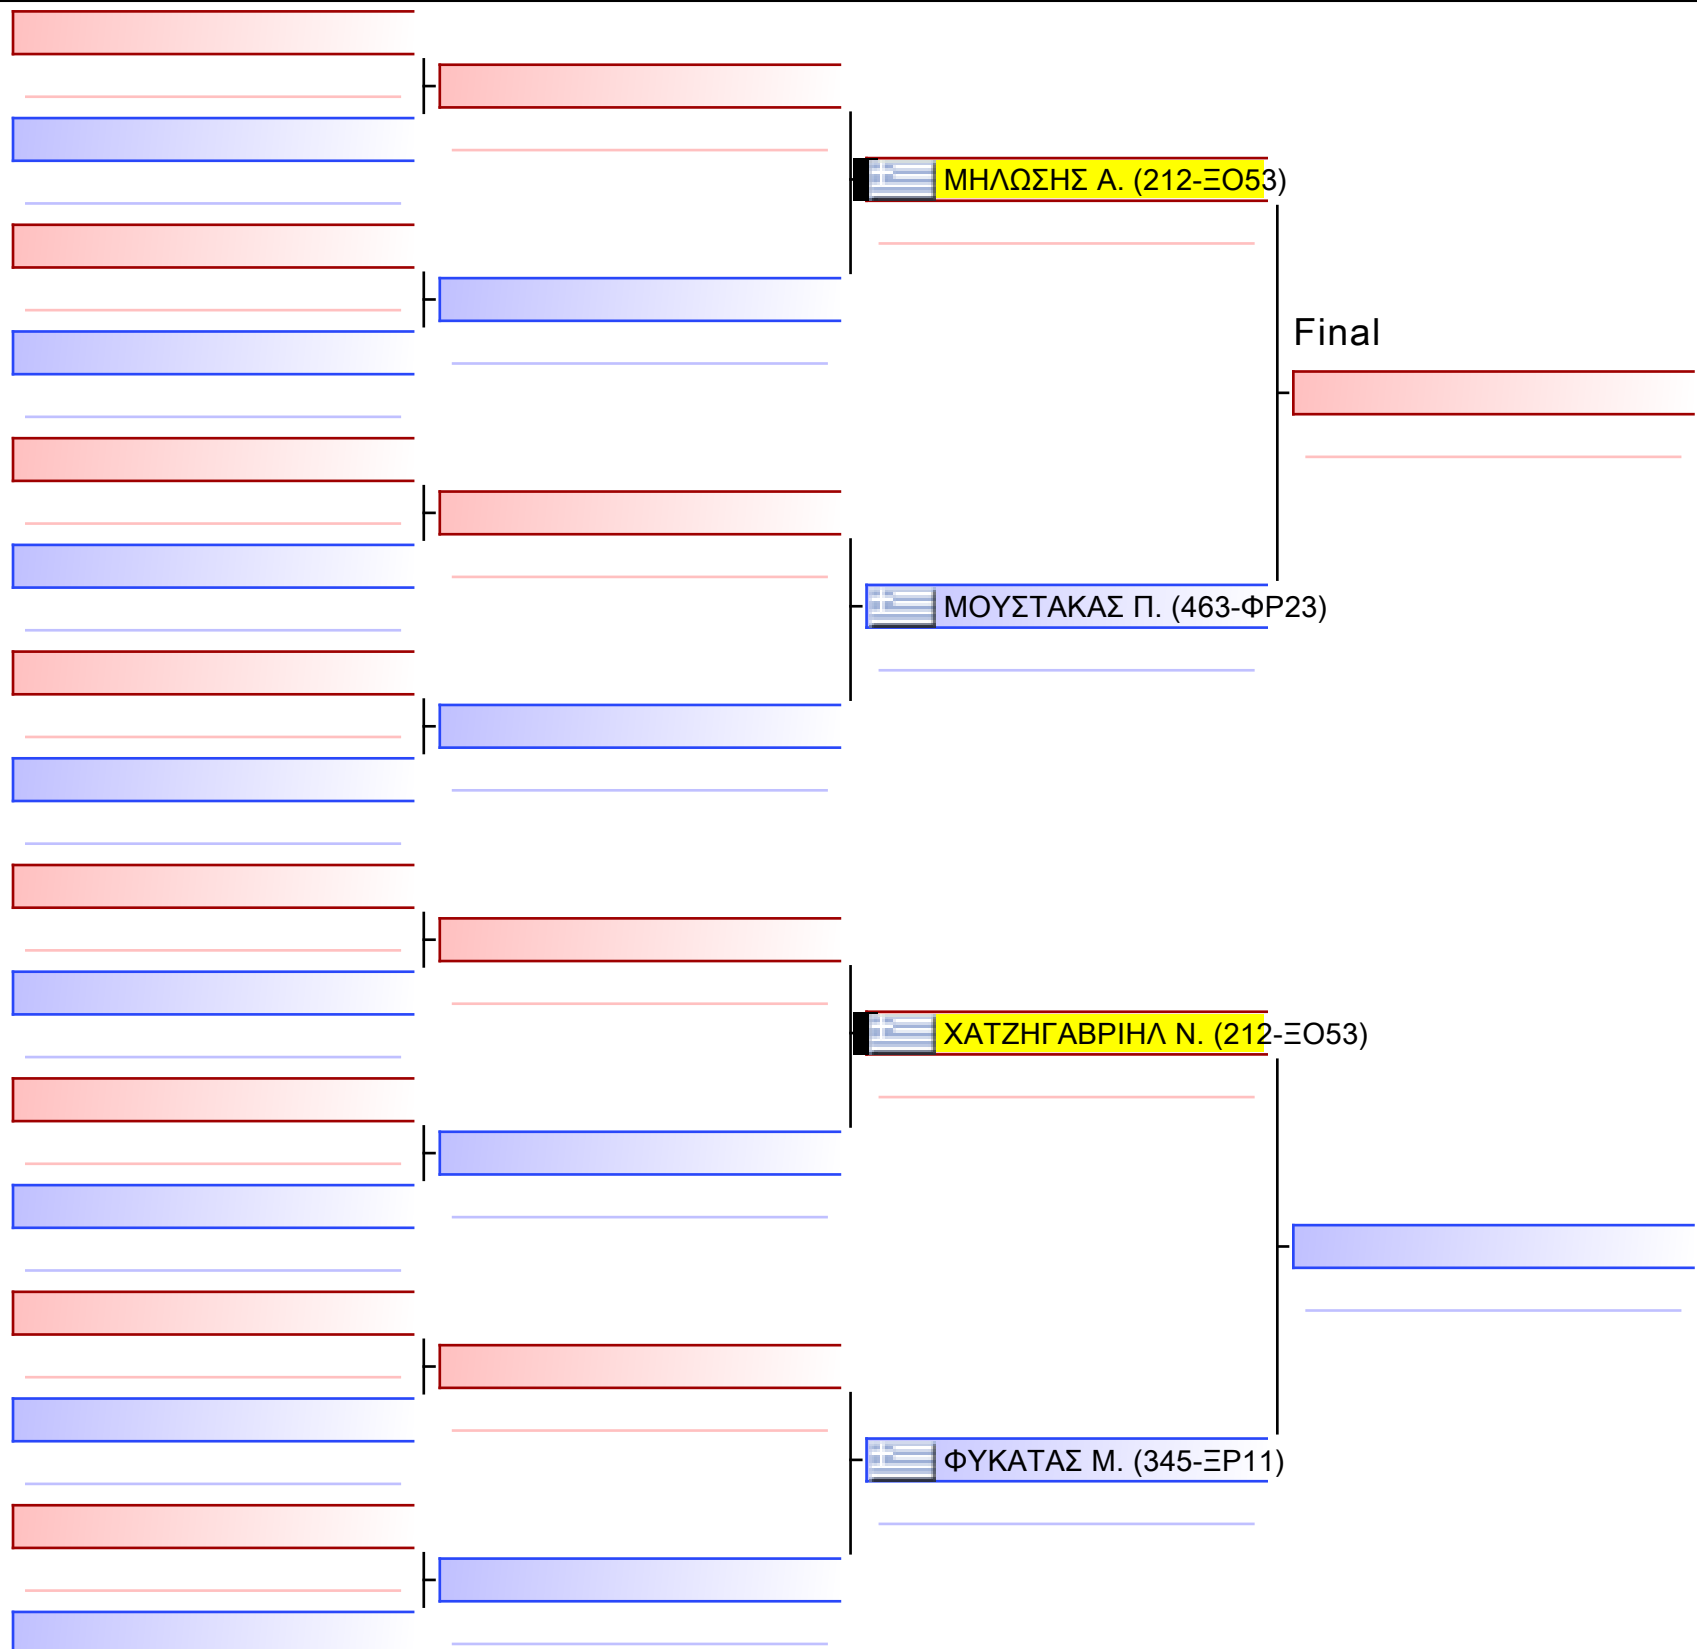 ΜΗΛΩΣΗΣ Α. (212-ΞΟ53)
Final
ΜΟΥΣΤΑΚΑΣ Π. (463-ΦΡ23)
ΧΑΤΖΗΓΑΒΡΙΗΛ Ν. (212-ΞΟ53)
ΦΥΚΑΤΑΣ Μ. (345-ΞΡ11)